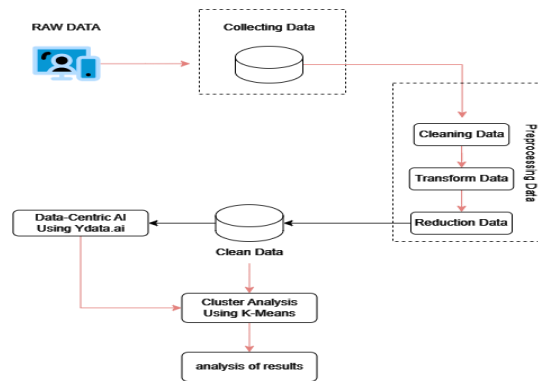 RAW DATA
Collecting Data
Preprocessing Data
Cleaning Data
Transform Data
Reduction Data
Data-Centric AI
Using Ydata.ai
Clean Data
Cluster Analysis
Using K-Means
analysis of results